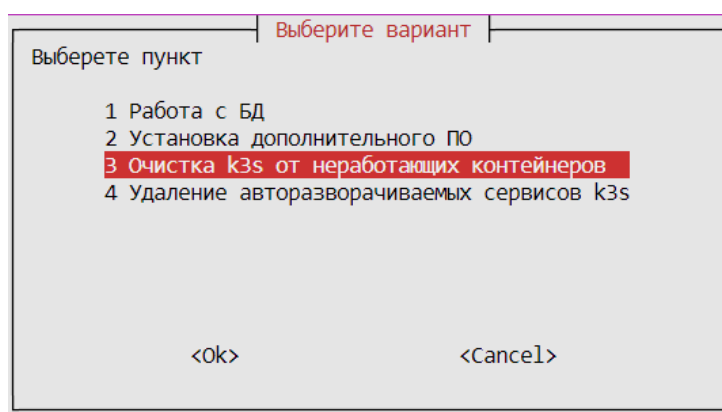 Выберите вариант
Выберете пункт
1 Работа с БД
2 Установка дополнительного ПО
3 Очистка k3s от неработающих контейнеров
4 Удаление авторазворачиваемых сервисов k3s
<Ok> <Cancel>